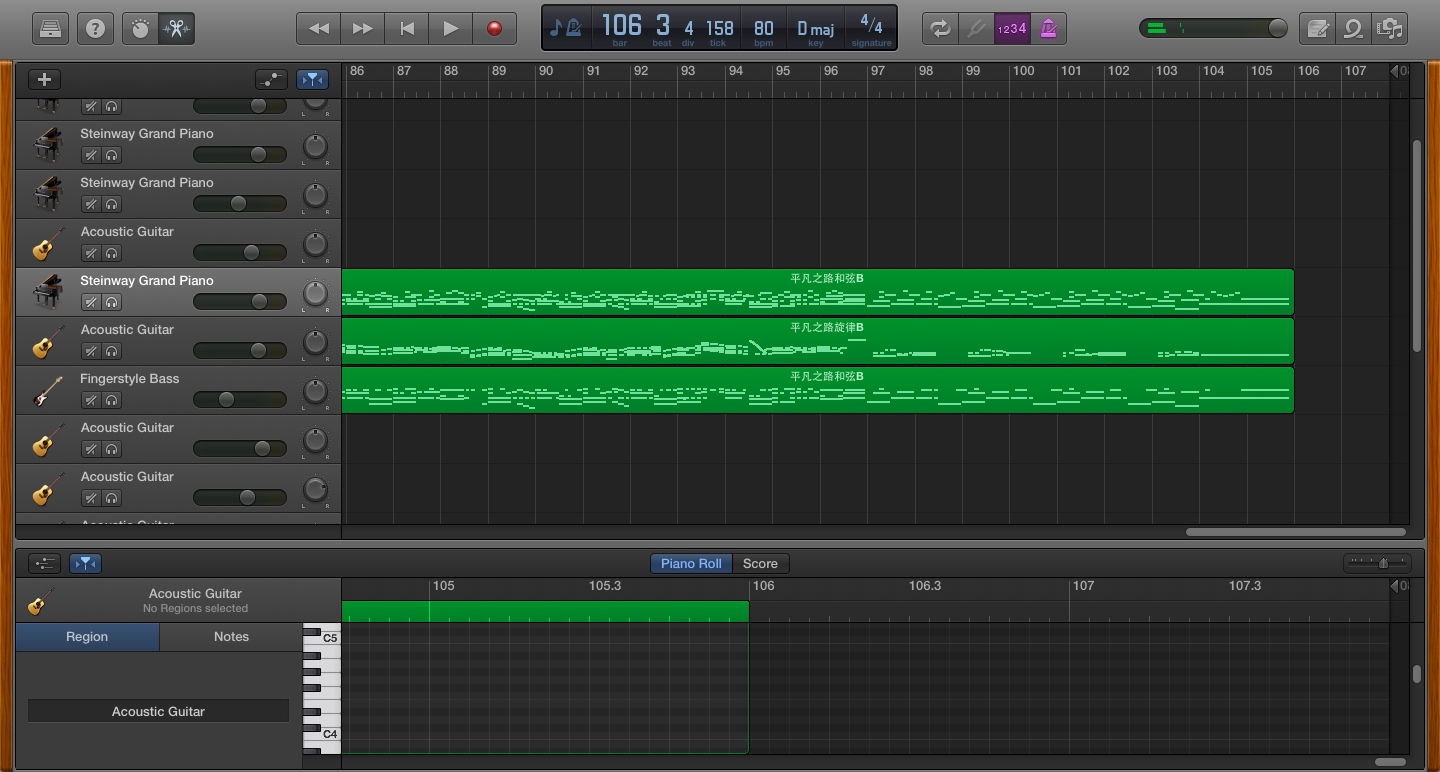 ?
106 3 4 158 80 D maj 4/4
bar beat div tick bpm key signature
1234
86 87 88 89 90 91 92 93 94 95 96 97 98 99 100 101 102 103 104 105 106 107
L R
Steinway Grand Piano
L R
Steinway Grand Piano
L R
Acoustic Guitar
L R
Steinway Grand Piano
L R
平凡之路和弦B
Acoustic Guitar
L R
平凡之路旋律B
Fingerstyle Bass
L R
平凡之路和弦B
Acoustic Guitar
L R
Acoustic Guitar
L R
Acoustic Guitar
Piano Roll Score
105 105.3 106 106.3 107 107.3
Acoustic Guitar
No Regions selected
Region Notes
C5
Acoustic Guitar
C4